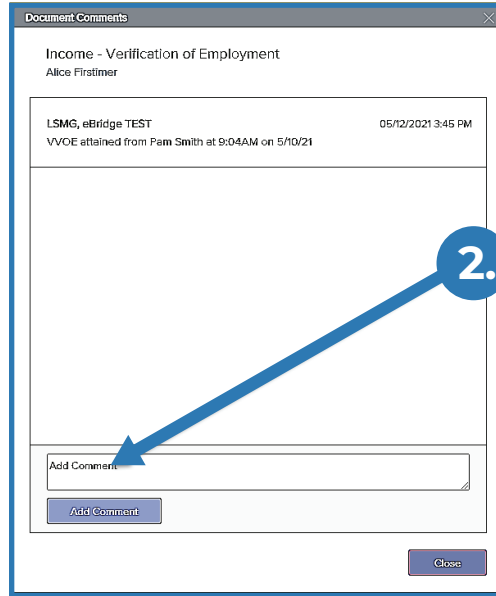 Document Comments
Income - Verification of Employment
Alice Firstimer
LSMG, eBridge TEST 05/12/2021 3:45 PM
VVOE attained from Pam Smith at 9:04AM on 5/10/21
2.
Add Comment
Add Comment
Close